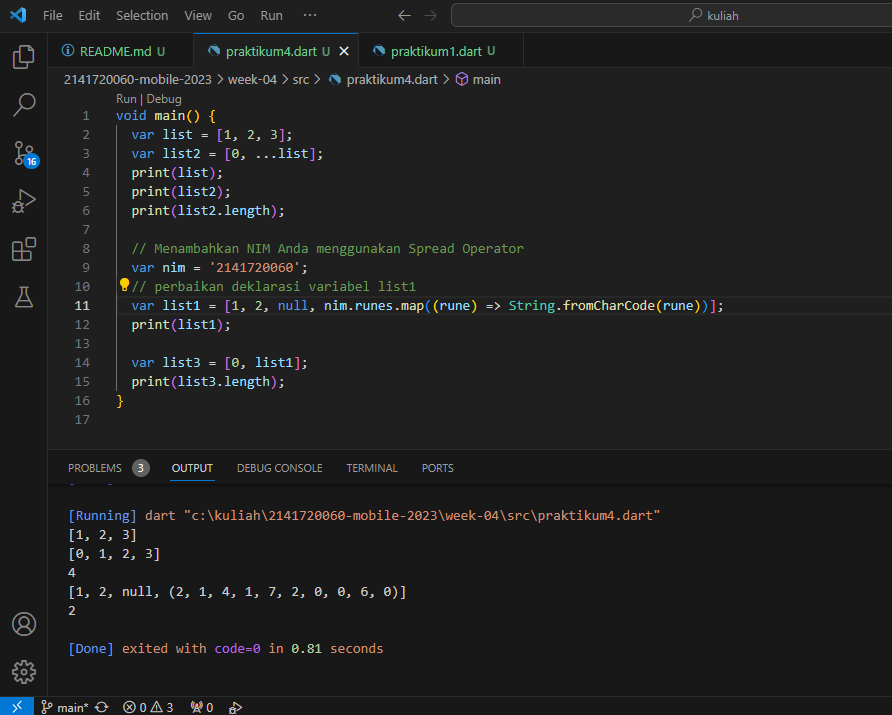 File Edit Selection View Go Run ··· kuliah
README.md U praktikum4.dart U praktikum1.dart U
2141720060-mobile-2023 > week-04 > src > praktikum4.dart > main
Run | Debug
1 void main() {
2 var list = [1, 2, 3];
3 var list2 = [0, ...list];
4 print(list);
5 print(list2);
6 print(list2.length);
7
8 // Menambahkan NIM Anda menggunakan Spread Operator
9 var nim = '2141720060';
10 // perbaikan deklarasi variabel list1
11 var list1 = [1, 2, null, nim.runes.map((rune) => String.fromCharCode(rune))];
12 print(list1);
13
14 var list3 = [0, list1];
15 print(list3.length);
16 }
17
16
PROBLEMS 3 OUTPUT DEBUG CONSOLE TERMINAL PORTS
[Running] dart "c:\kuliah\2141720060-mobile-2023\week-04\src\praktikum4.dart"
[1, 2, 3]
[0, 1, 2, 3]
4
[1, 2, null, (2, 1, 4, 1, 7, 2, 0, 0, 6, 0)]
2
[Done] exited with code=0 in 0.81 seconds
main* 0 3 0